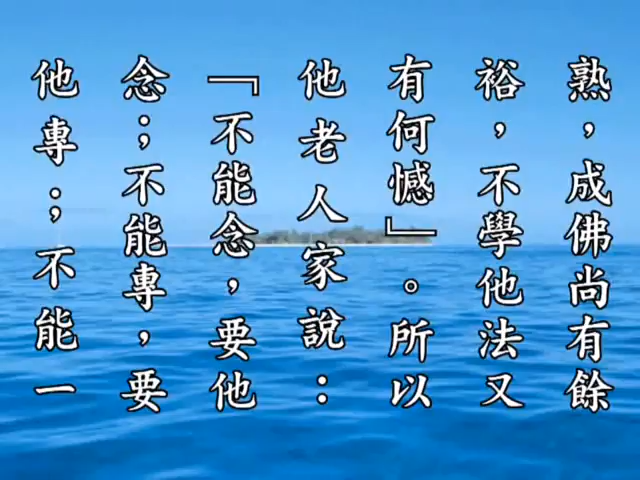 熟，成佛尚有餘
裕，不學他法又
有何憾』。所以
他老人家說：
『不能念，要他
念；不能專，要
他專；不能一